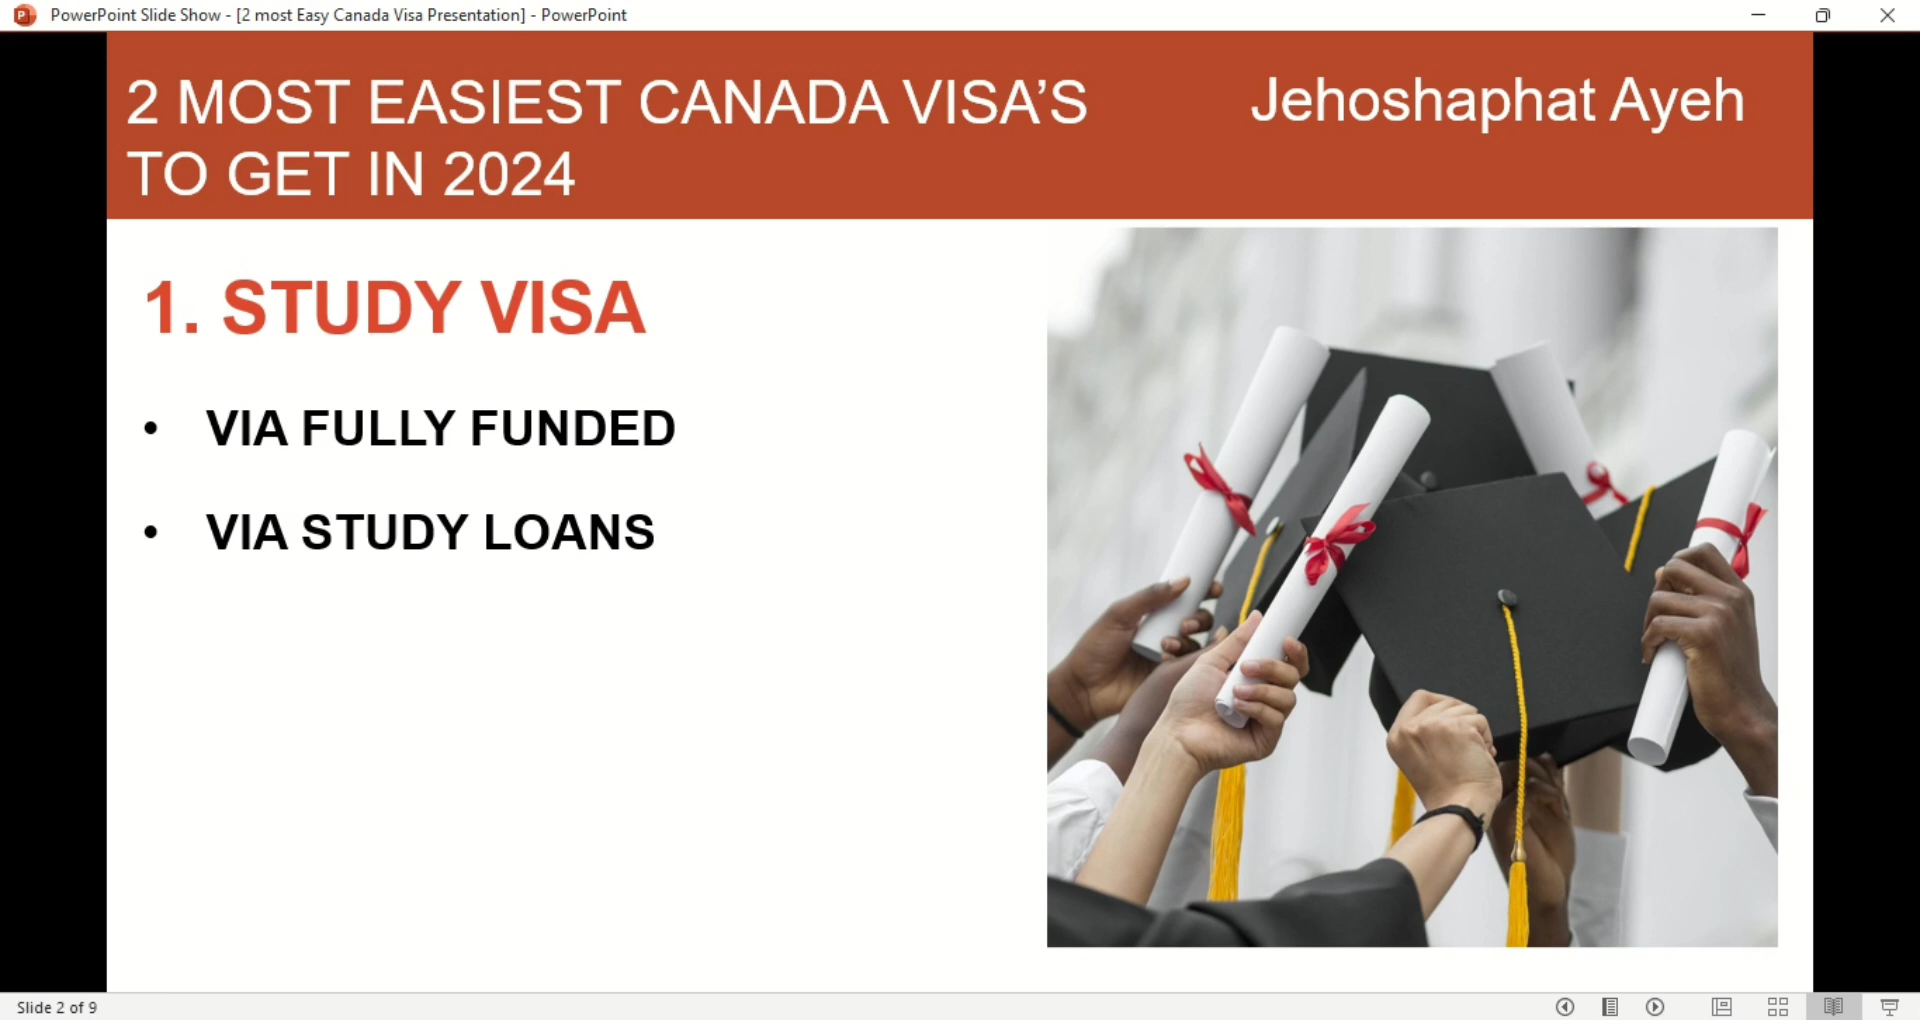 PowerPoint Slide Show - [2 most Easy Canada Visa Presentation] - PowerPoint
2 MOST EASIEST CANADA VISA’S
TO GET IN 2024
Jehoshaphat Ayeh
1. STUDY VISA
• VIA FULLY FUNDED
• VIA STUDY LOANS
Slide 2 of 9